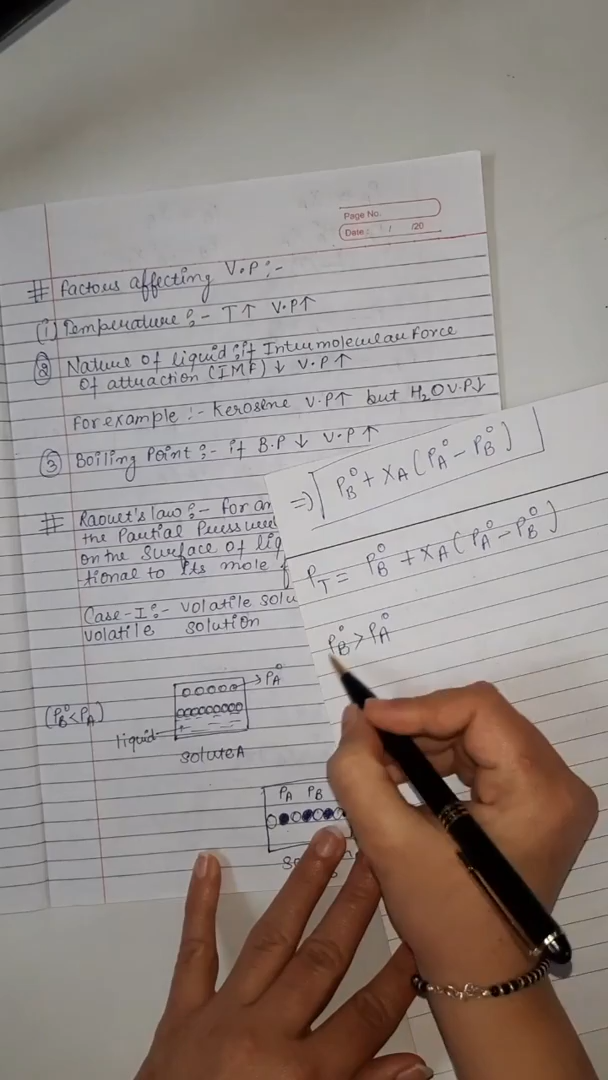 Page No.
Date : / /20
# Factors affecting V.P :-
(1) Temperature :- T↑ V.P↑
(2) Nature of liquid :- if Intermolecular force
of attraction (IMF) ↓ V.P ↑
For example :- Kerosine V.P↑ but H2O V.P↓
(3) Boiling Point :- if B.P ↓ V.P ↑
# Raoult's law :- For an
the Partial Pressure
on the surface of liq
tional to its mole f
Case-I :- Volatile solu
volatile solution
(P°B < P°A)
→ P°A
liquid
solute A
PA PB
=> P°B + XA (P°A - P°B)
PT = P°B + XA (P°A - P°B)
P°B > P°A